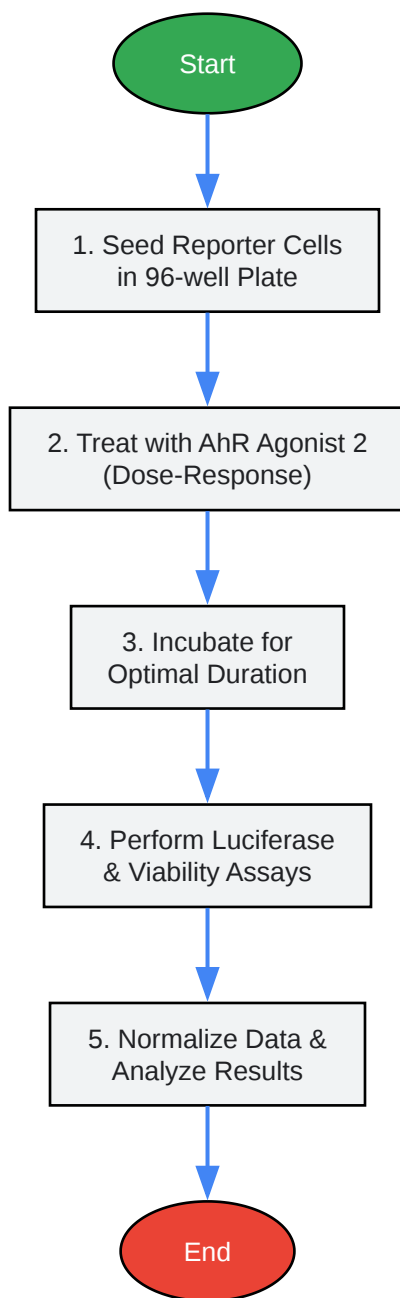 Start
1. Seed Reporter Cells
in 96-well Plate
2. Treat with AhR Agonist 2
(Dose-Response)
3. Incubate for
Optimal Duration
4. Perform Luciferase
& Viability Assays
5. Normalize Data &
Analyze Results
End